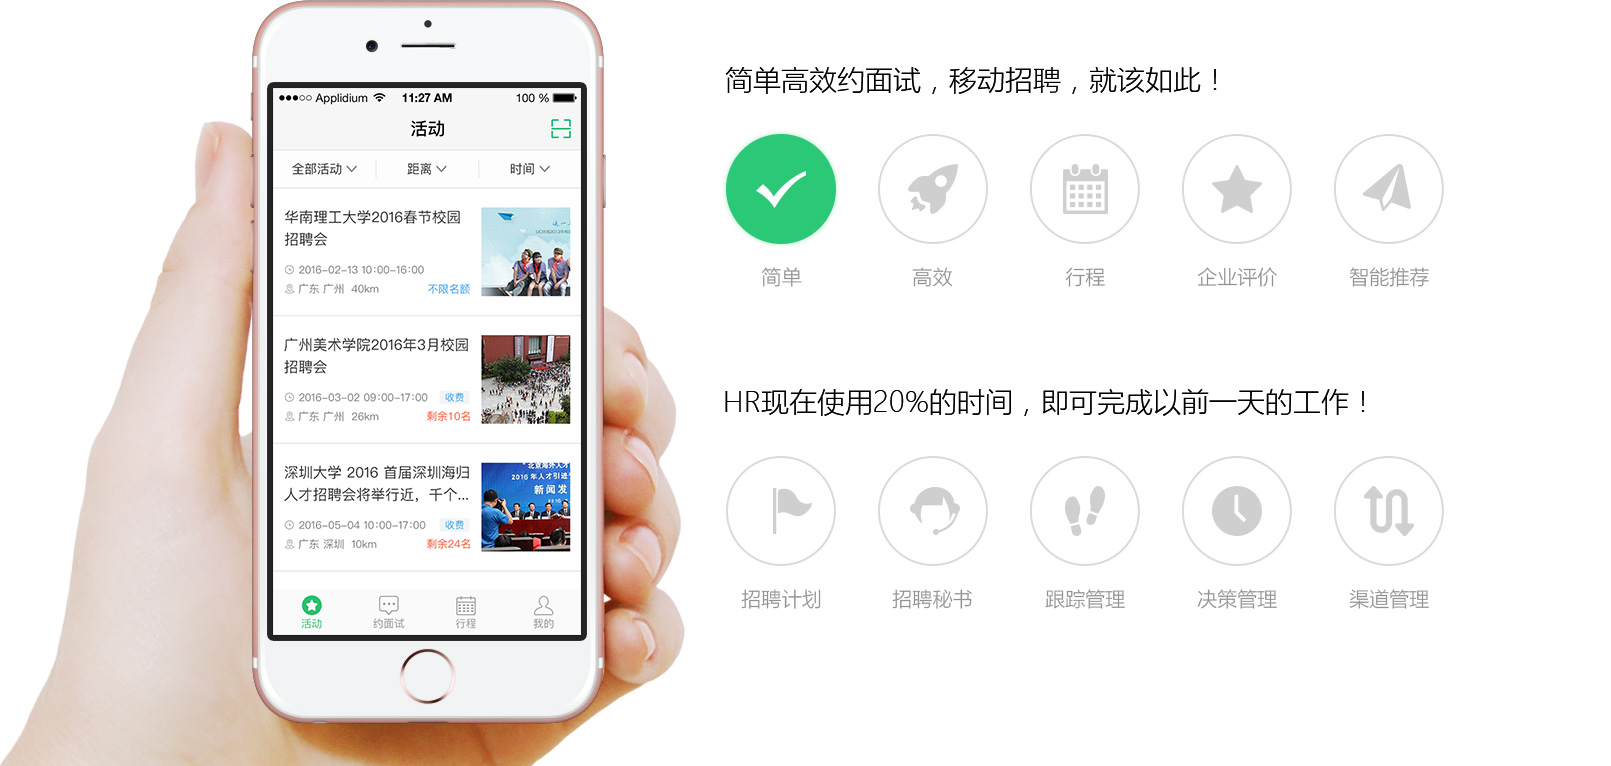 Applidium 11:27 AM 100 %
活动
全部活动 距离 时间
华南理工大学2016春节校园
招聘会
2016-02-13 10:00-16:00
广东 广州 40km 不限名额
广州美术学院2016年3月校园
招聘会
2016-03-02 09:00-17:00 收费
广东 广州 26km 剩余10名
深圳大学 2016 首届深圳海归
人才招聘会将举行近，千个...
2016-05-04 10:00-17:00 收费
广东 深圳 10km 剩余24名
2016 年人才引进
新闻发
活动 约面试 行程 我的
简单高效约面试，移动招聘，就该如此！
简单 高效 行程 企业评价 智能推荐
HR现在使用20%的时间，即可完成以前一天的工作！
招聘计划 招聘秘书 跟踪管理 决策管理 渠道管理